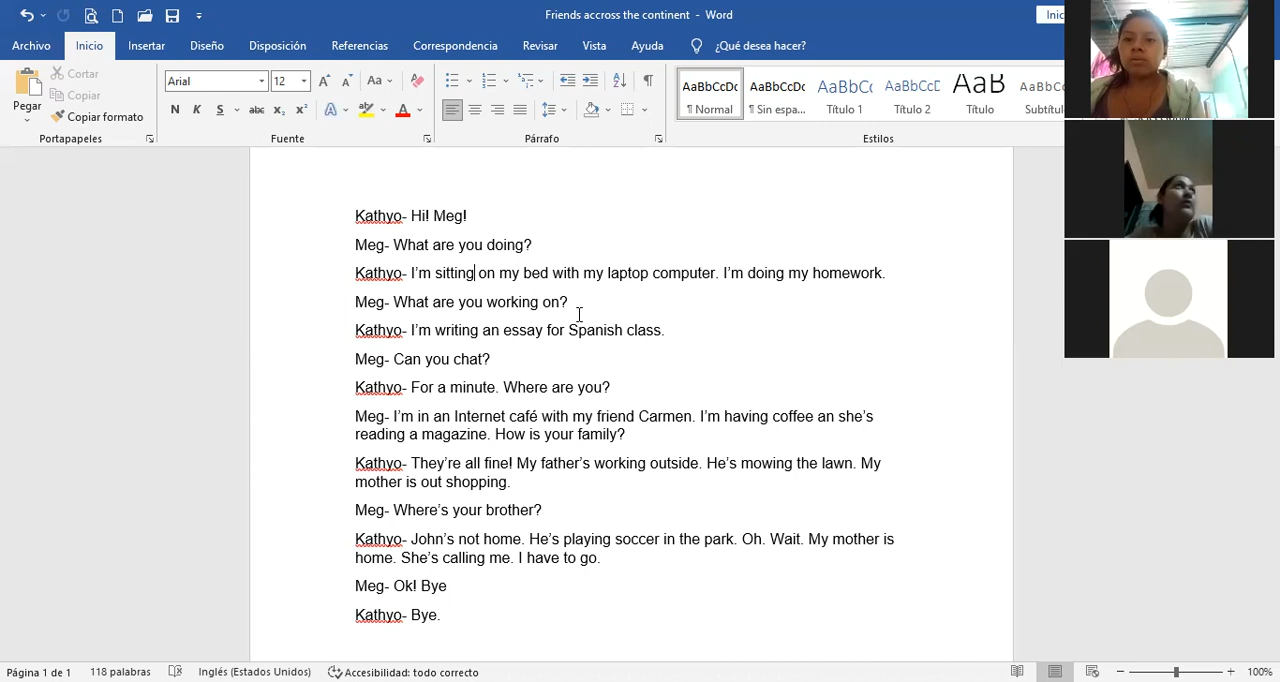 Friends accross the continent - Word
Inic
Archivo Inicio Insertar Diseño Disposición Referencias Correspondencia Revisar Vista Ayuda ¿Qué desea hacer?
Pegar
Cortar
Copiar
Copiar formato
Portapapeles
Arial 12 Aa
N K S abc x₂ x² A A
Fuente
Párrafo
AaBbCcDc AaBbCcDc AaBbCc AaBbCcD AaB AaBbCc
¶ Normal ¶ Sin espa... Título 1 Título 2 Título Subtítul
Estilos
Kathyo- Hi! Meg!
Meg- What are you doing?
Kathyo- I'm sitting on my bed with my laptop computer. I'm doing my homework.
Meg- What are you working on?
Kathyo- I'm writing an essay for Spanish class.
Meg- Can you chat?
Kathyo- For a minute. Where are you?
Meg- I'm in an Internet café with my friend Carmen. I'm having coffee an she's
reading a magazine. How is your family?
Kathyo- They're all fine! My father's working outside. He's mowing the lawn. My
mother is out shopping.
Meg- Where's your brother?
Kathyo- John's not home. He's playing soccer in the park. Oh. Wait. My mother is
home. She's calling me. I have to go.
Meg- Ok! Bye
Kathyo- Bye.
Página 1 de 1 118 palabras Inglés (Estados Unidos) Accesibilidad: todo correcto 100%